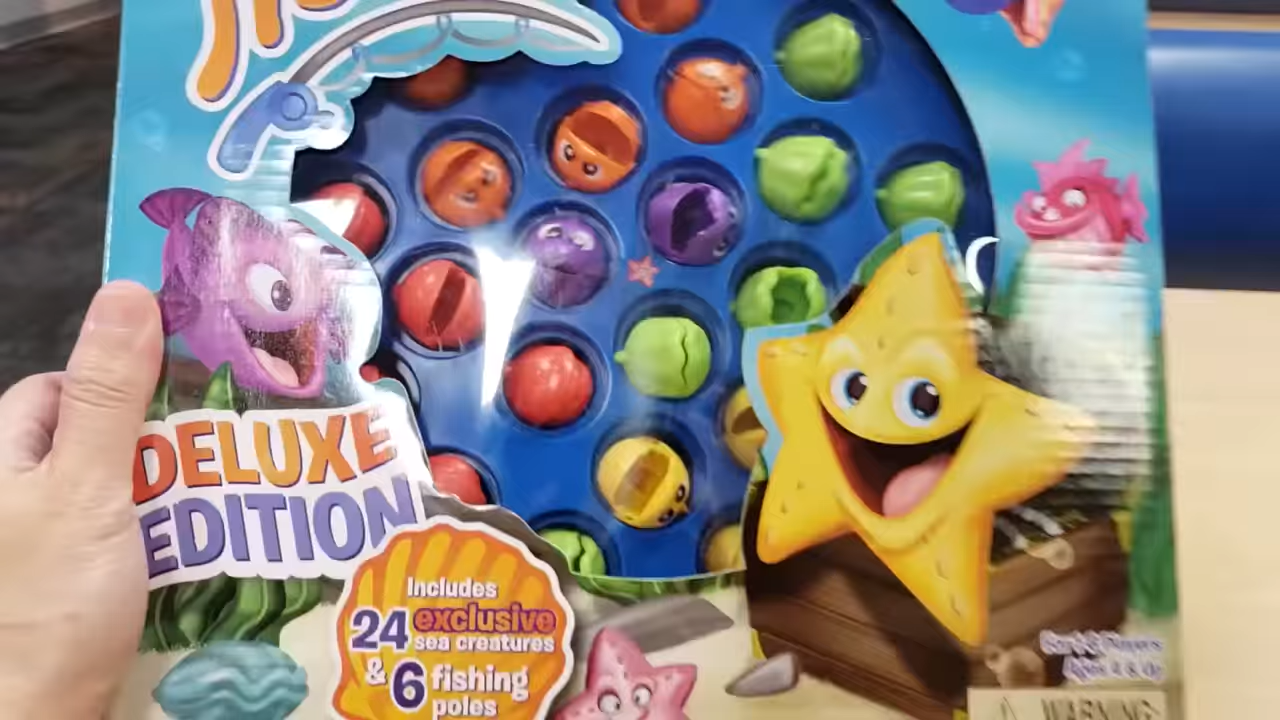 DELUXE
EDITION
Includes
24 exclusive
sea creatures
& 6 fishing
poles
WARNING: